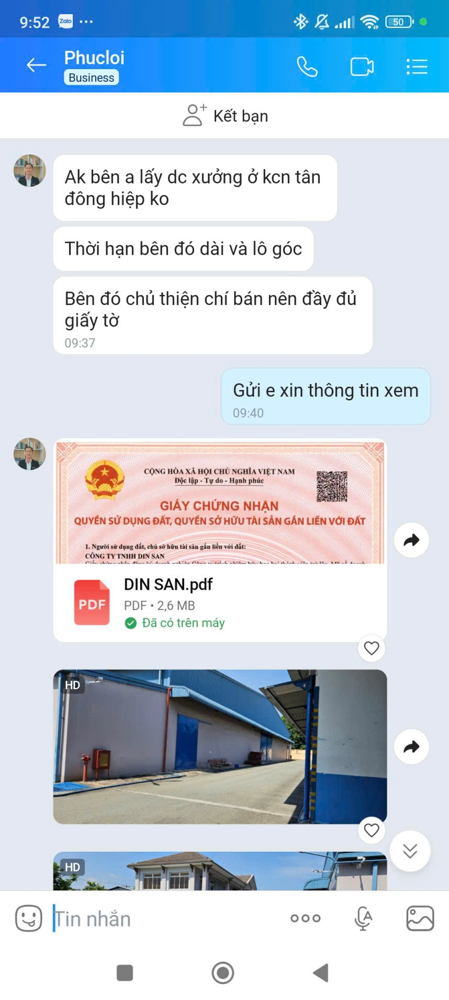 9:52 Zalo 50
Phucloi
Business
Kết bạn
Ak bên a lấy dc xưởng ở kcn tân
đông hiệp ko
Thời hạn bên đó dài và lô góc
Bên đó chủ thiện chí bán nên đầy đủ
giấy tờ
09:37
Gửi e xin thông tin xem
09:40
CỘNG HÒA XÃ HỘI CHỦ NGHĨA VIỆT NAM
Độc lập - Tự do - Hạnh phúc
GIẤY CHỨNG NHẬN
QUYỀN SỬ DỤNG ĐẤT, QUYỀN SỞ HỮU TÀI SẢN GẮN LIỀN VỚI ĐẤT
1. Người sử dụng đất, chủ sở hữu tài sản gắn liền với đất:
CÔNG TY TNHH DIN SAN
PDF
DIN SAN.pdf
PDF • 2,6 MB
Đã có trên máy
HD
HD
Tin nhắn